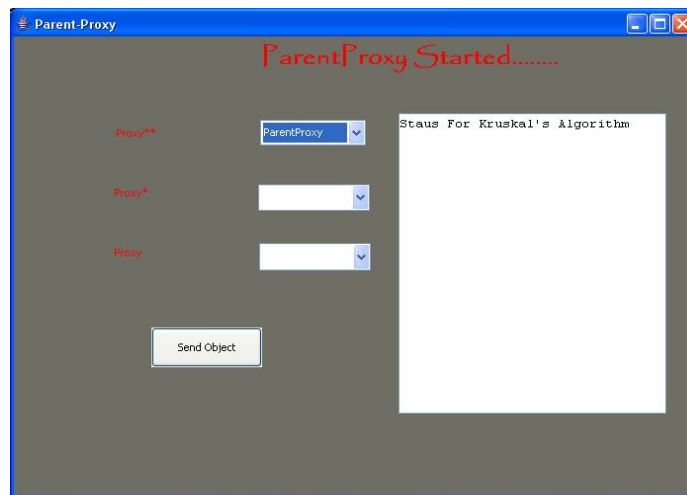 Parent-Proxy
ParentProxy Started........
Proxy** ParentProxy
Staus For Kruskal's Algorithm
Proxy*
Proxy
Send Object